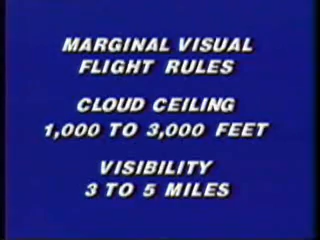 MARGINAL VISUAL
FLIGHT RULES
CLOUD CEILING
1,000 TO 3,000 FEET
VISIBILITY
3 TO 5 MILES